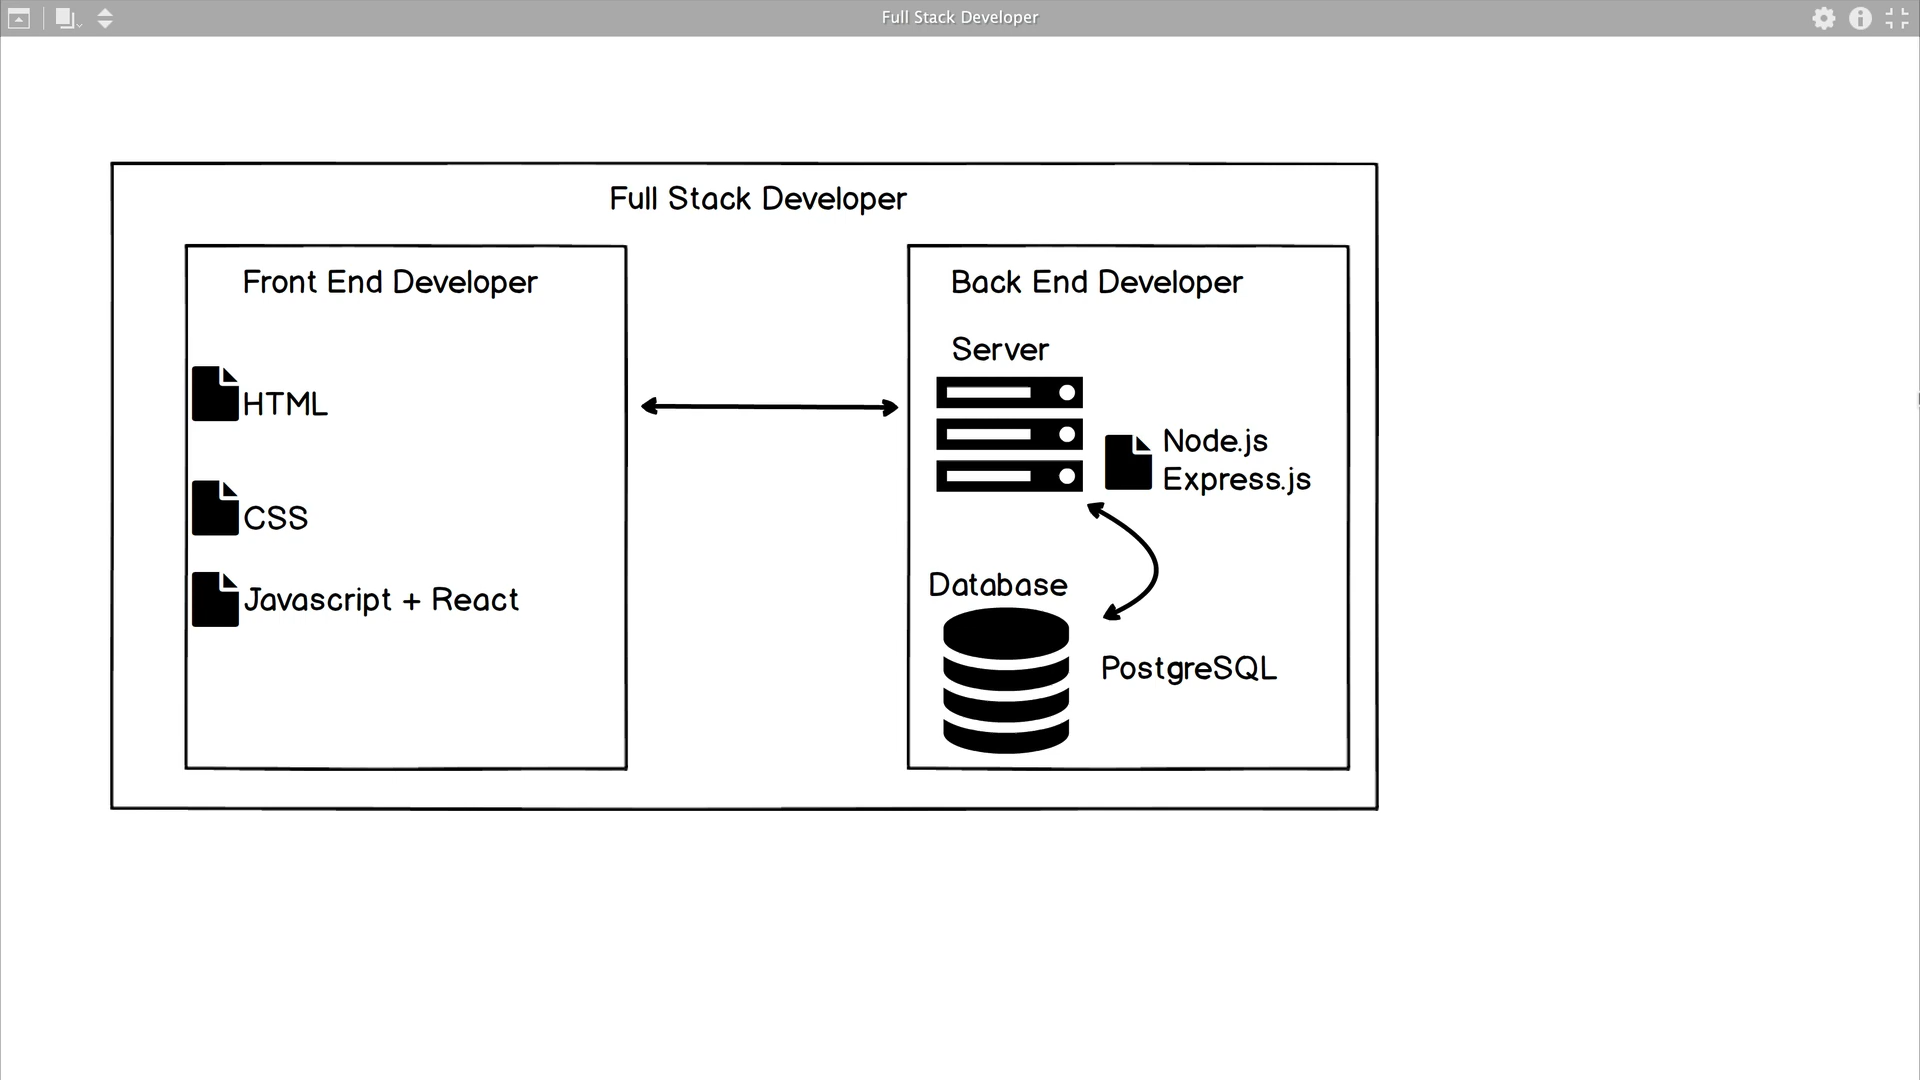 Full Stack Developer
Full Stack Developer
Front End Developer
HTML
CSS
Javascript + React
Back End Developer
Server
Node.js
Express.js
Database
PostgreSQL